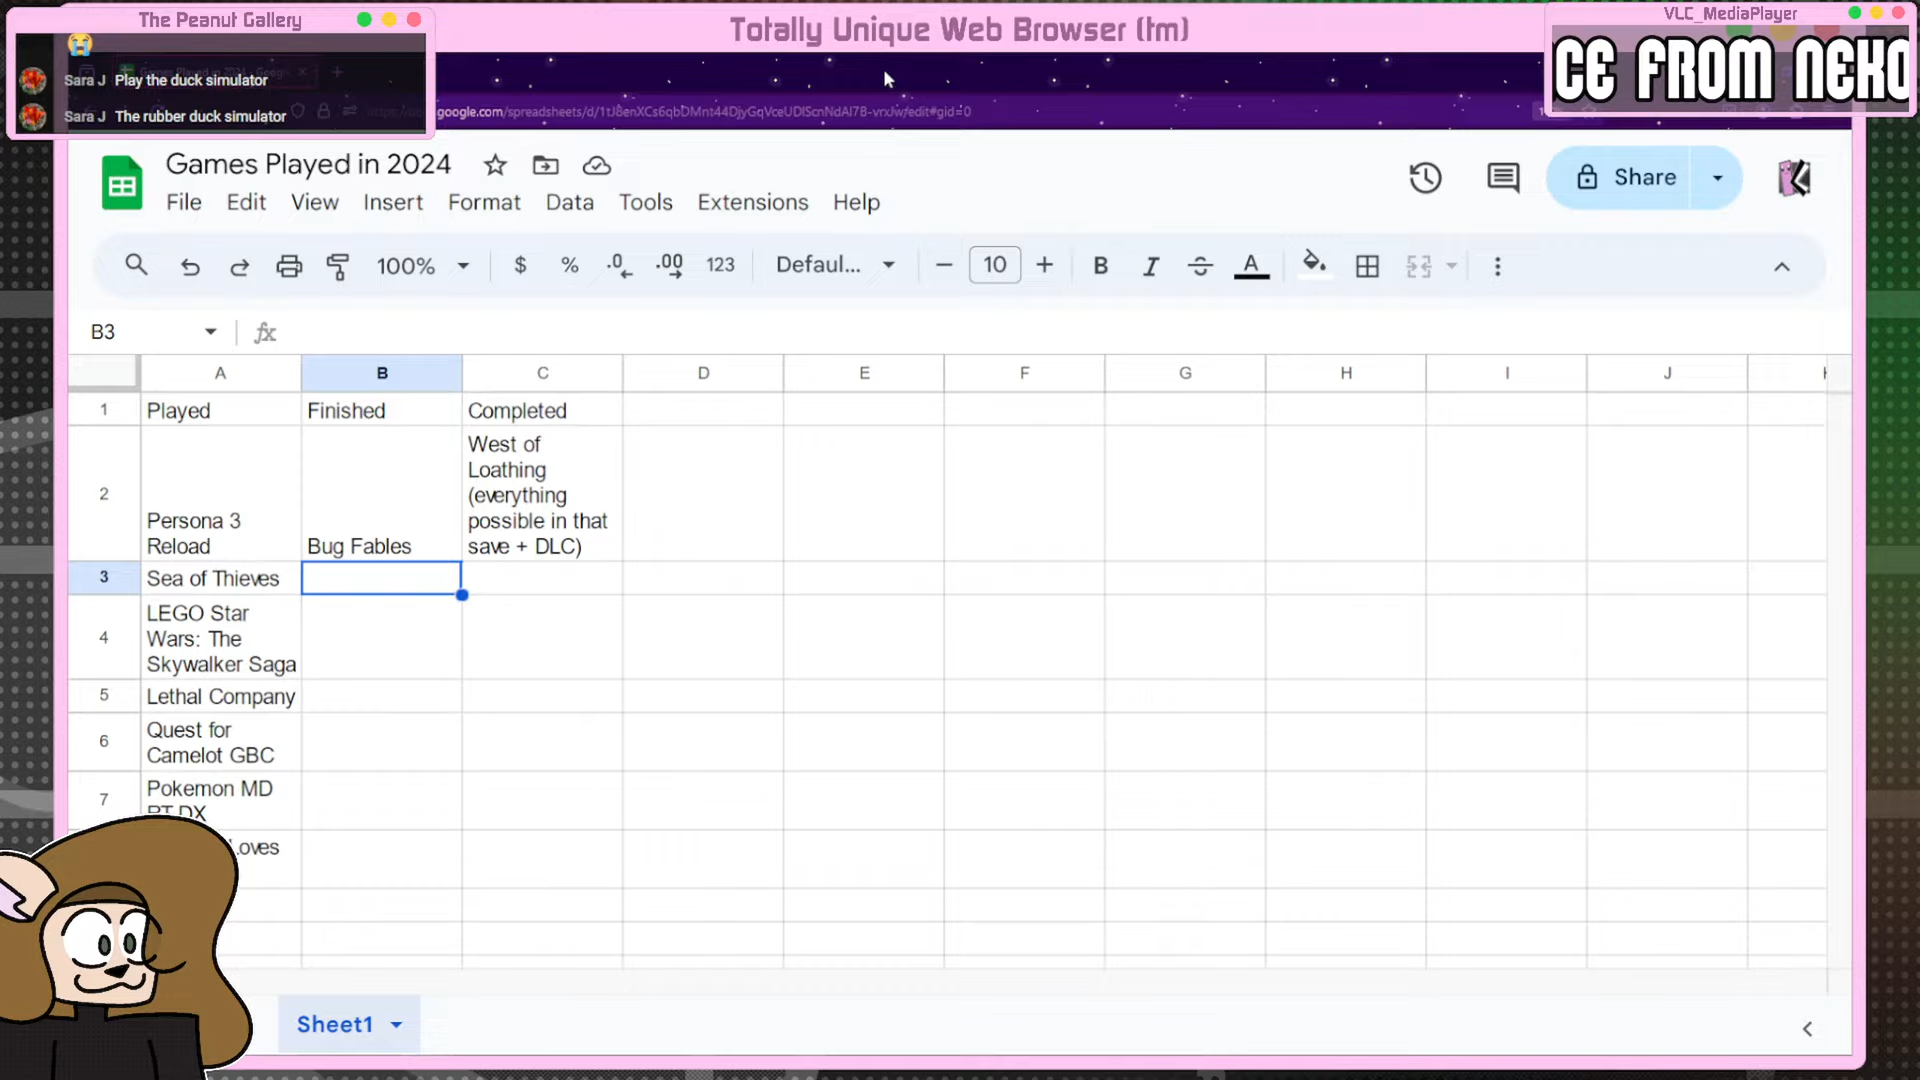 The Peanut Gallery
Totally Unique Web Browser (tm)
VLC_MediaPlayer
Sara J Play the duck simulator
Sara J The rubber duck simulator
CE FROM NEKO
Games Played in 2024
File Edit View Insert Format Data Tools Extensions Help
Share
100% $ % .0 .00 123 Defaul... 10 B I A
B3 fx
A B C D E F G H I J
1 Played Finished Completed
2 Persona 3
Reload
Bug Fables
West of
Loathing
(everything
possible in that
save + DLC)
3 Sea of Thieves
4 LEGO Star
Wars: The
Skywalker Saga
5 Lethal Company
6 Quest for
Camelot GBC
7 Pokemon MD
RT DX
Loves
Sheet1